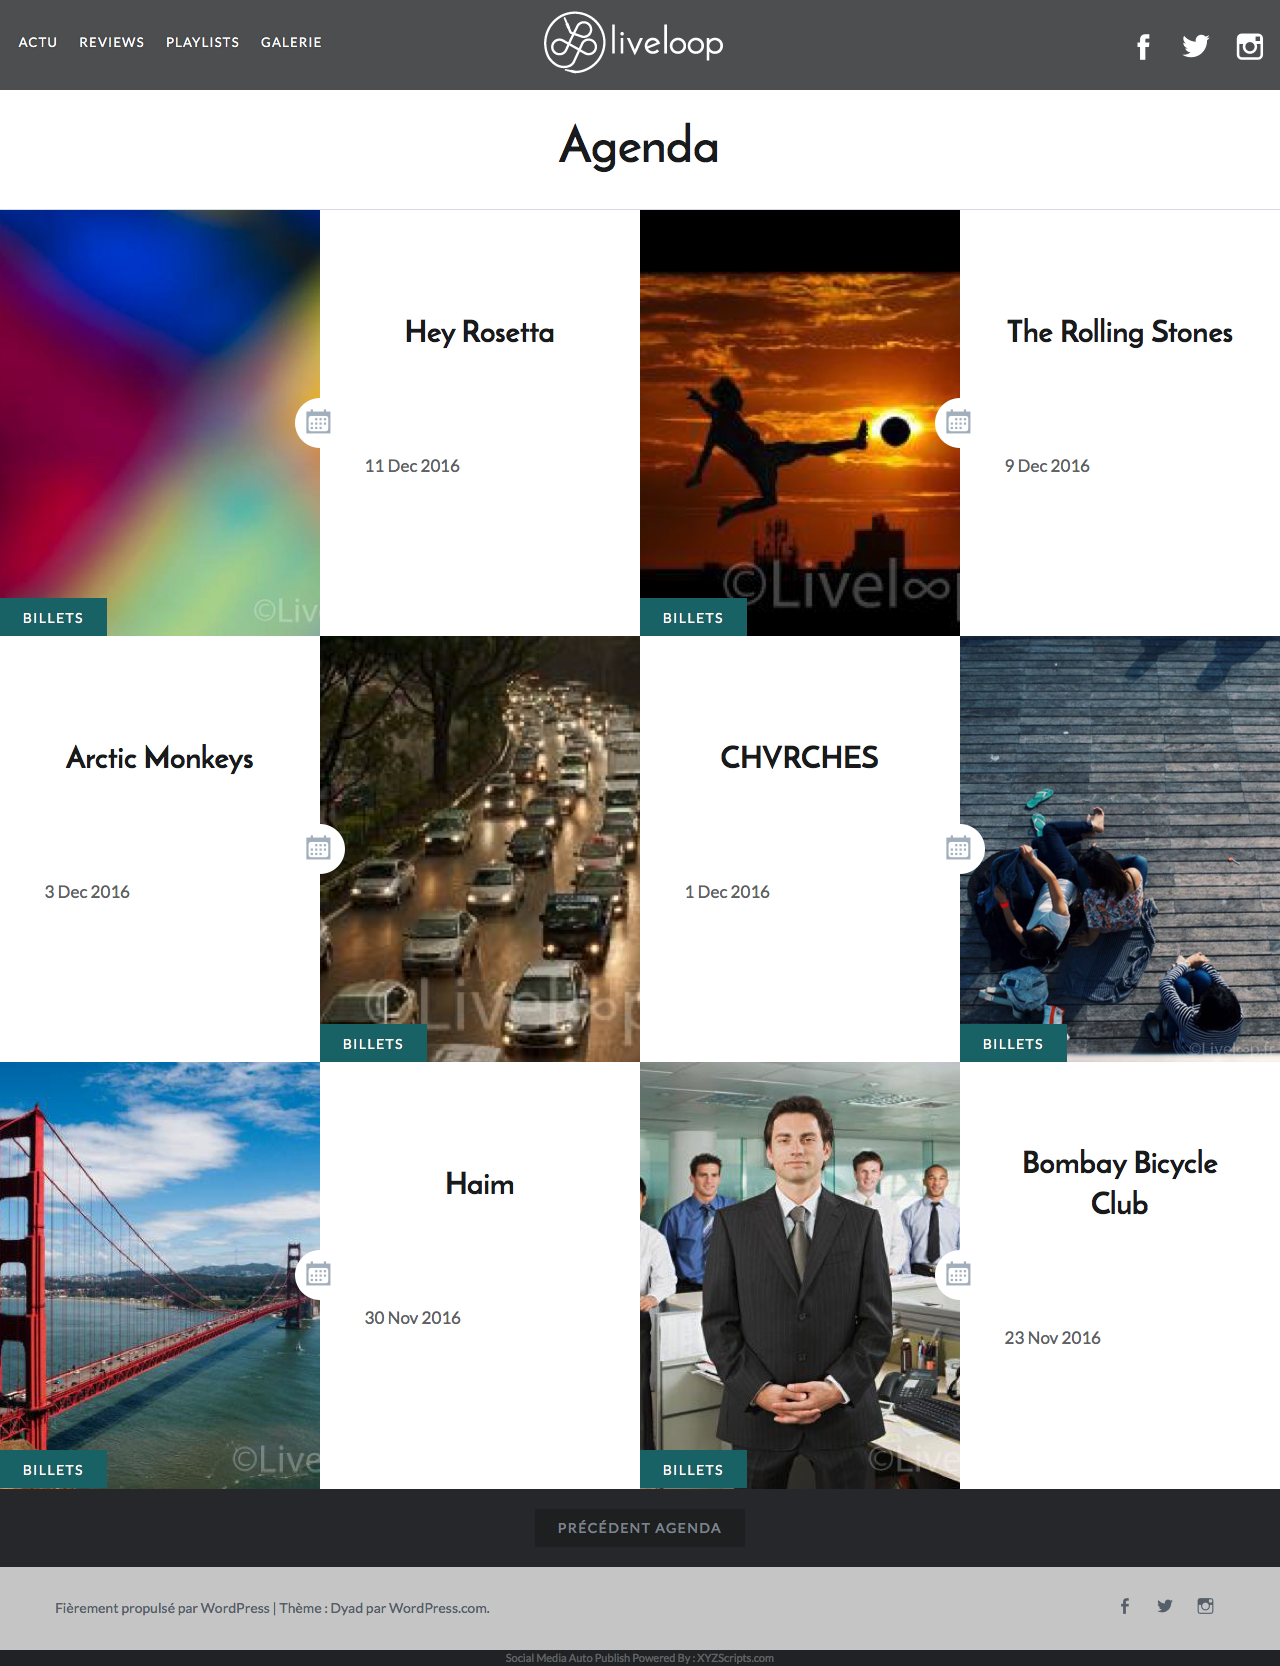 ACTU REVIEWS PLAYLISTS GALERIE
liveloop
Agenda
Hey Rosetta
11 Dec 2016
©Liv
BILLETS
The Rolling Stones
9 Dec 2016
©Livel∞
BILLETS
Arctic Monkeys
3 Dec 2016
©Liveloop
BILLETS
CHVRCHES
1 Dec 2016
©Liveloop.fr
BILLETS
Haim
30 Nov 2016
©Live
BILLETS
Bombay Bicycle
Club
23 Nov 2016
©Live
BILLETS
PRÉCÉDENT AGENDA
Fièrement propulsé par WordPress | Thème : Dyad par WordPress.com.
Social Media Auto Publish Powered By : XYZScripts.com